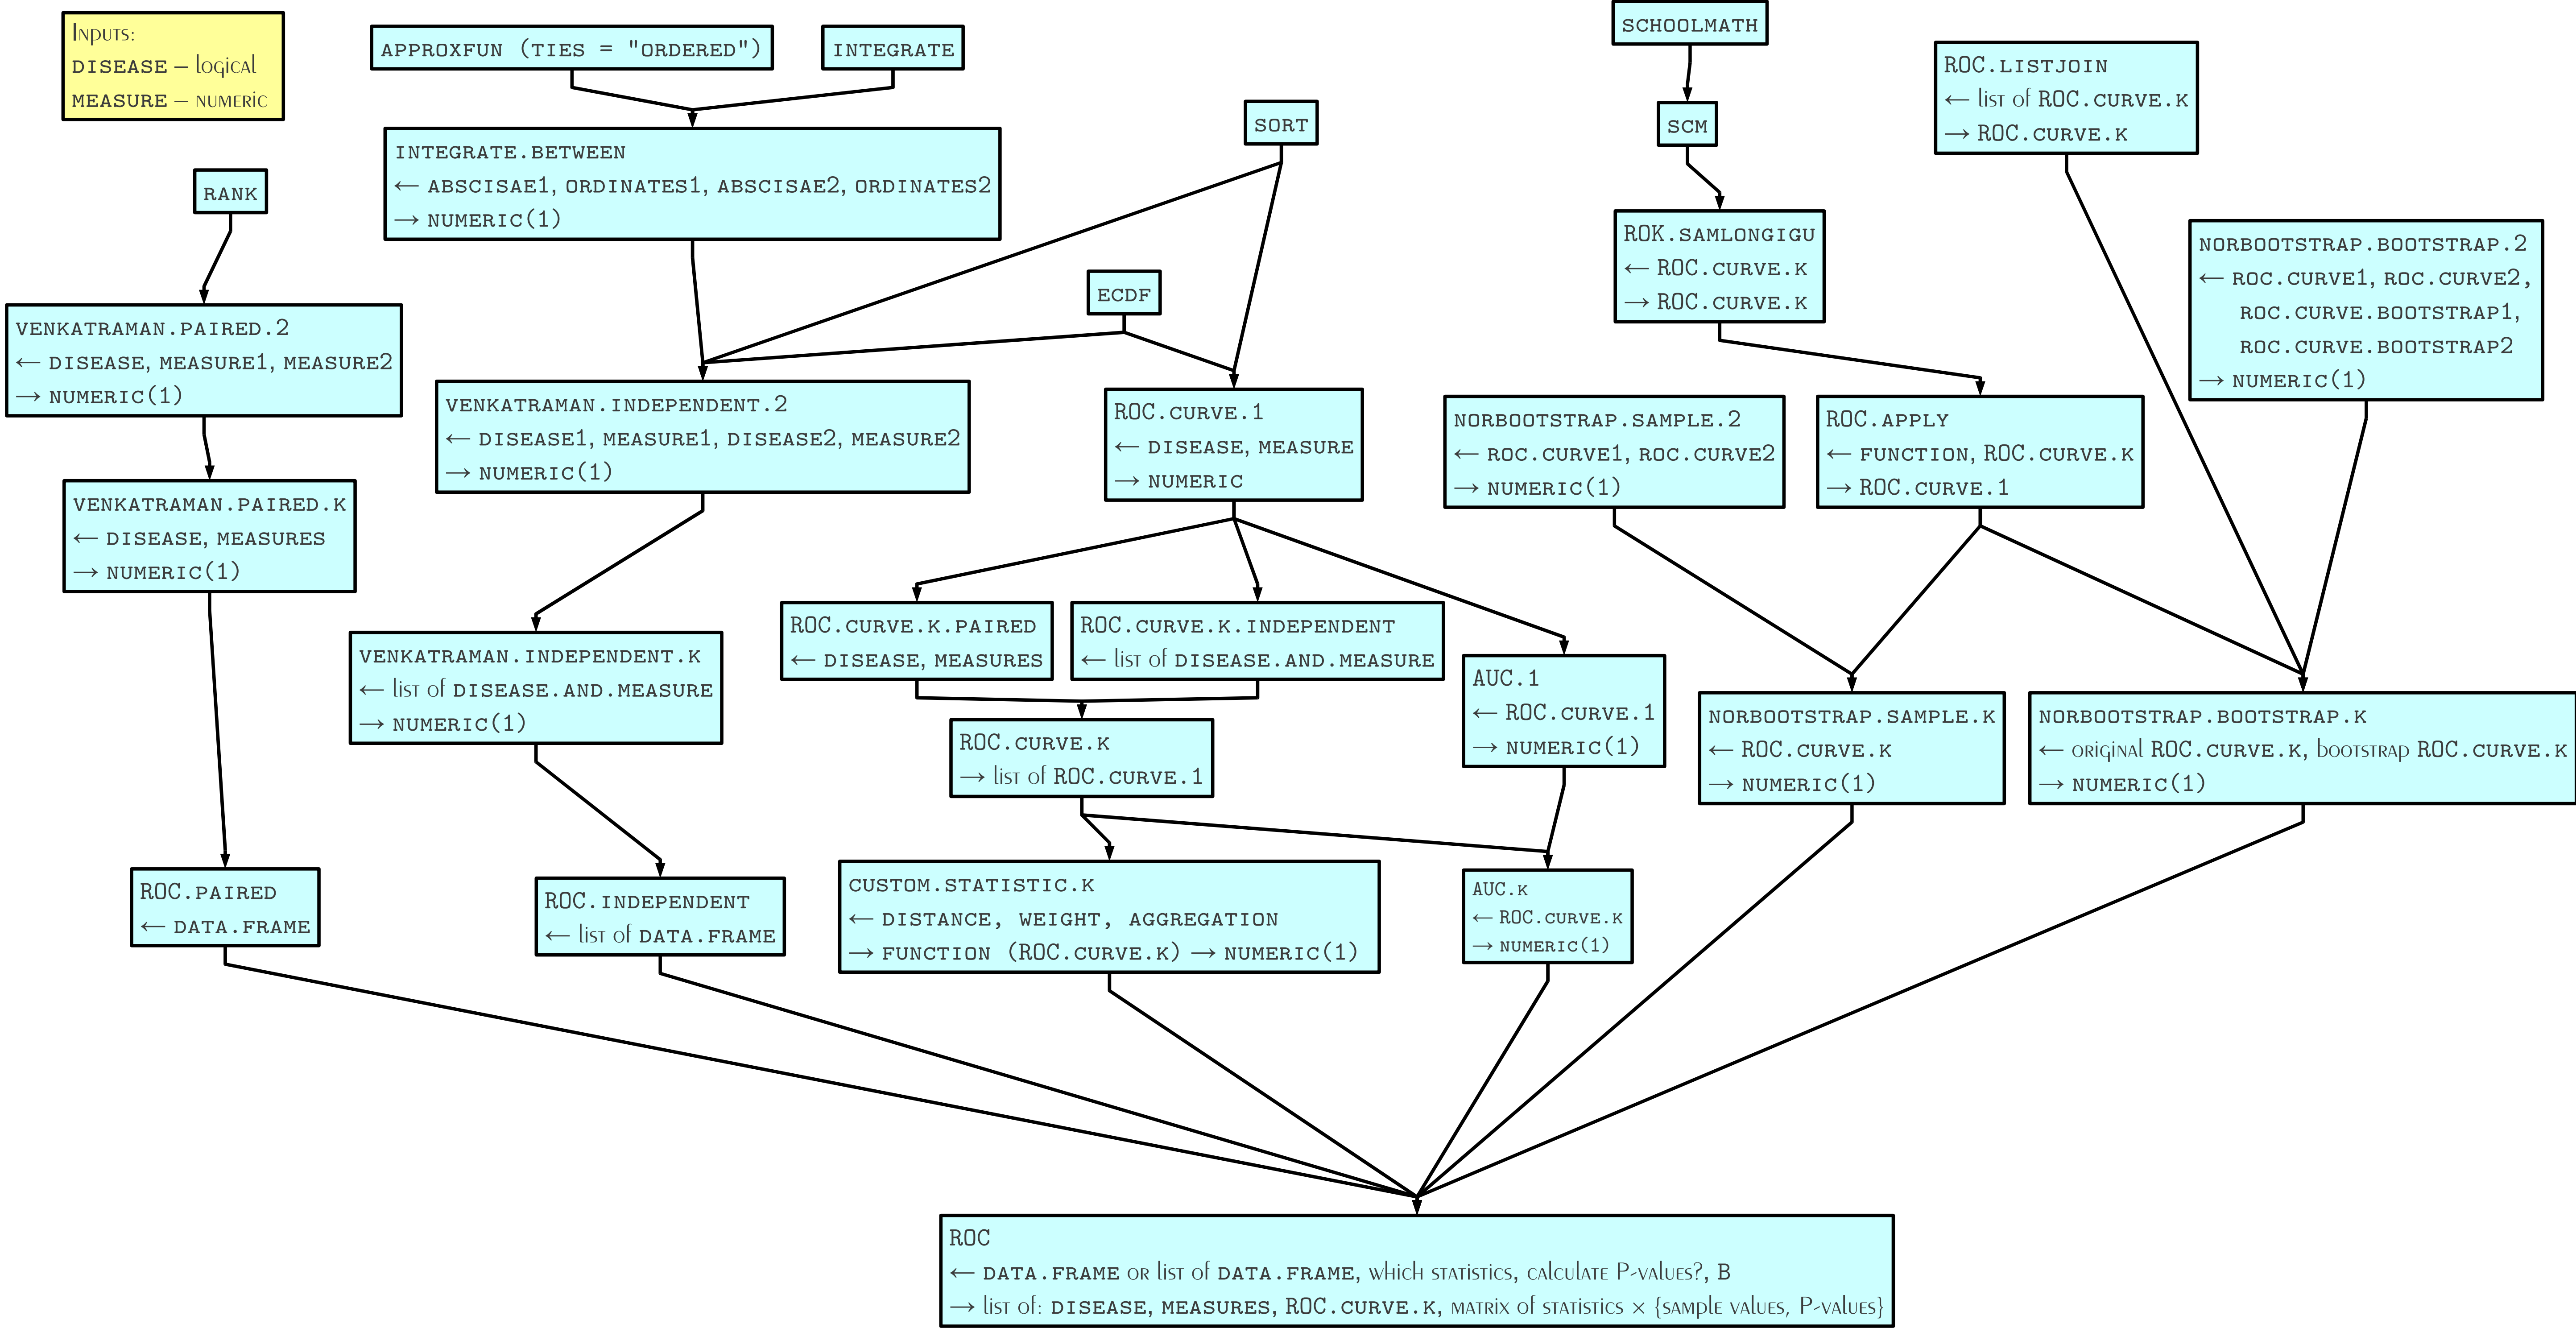 Inputs:
DISEASE – logical
MEASURE – numeric
APPROXFUN (TIES = "ORDERED")
INTEGRATE
SCHOOLMATH
ROC.LISTJOIN
← list of ROC.CURVE.K
→ ROC.CURVE.K
SORT
SCM
INTEGRATE.BETWEEN
← ABSCISAE1, ORDINATES1, ABSCISAE2, ORDINATES2
→ NUMERIC(1)
RANK
ROK.SAMLONGIGU
← ROC.CURVE.K
→ ROC.CURVE.K
NORBOOTSTRAP.BOOTSTRAP.2
← ROC.CURVE1, ROC.CURVE2,
ROC.CURVE.BOOTSTRAP1,
ROC.CURVE.BOOTSTRAP2
→ NUMERIC(1)
ECDF
VENKATRAMAN.PAIRED.2
← DISEASE, MEASURE1, MEASURE2
→ NUMERIC(1)
VENKATRAMAN.INDEPENDENT.2
← DISEASE1, MEASURE1, DISEASE2, MEASURE2
→ NUMERIC(1)
ROC.CURVE.1
← DISEASE, MEASURE
→ NUMERIC
NORBOOTSTRAP.SAMPLE.2
← ROC.CURVE1, ROC.CURVE2
→ NUMERIC(1)
ROC.APPLY
← FUNCTION, ROC.CURVE.K
→ ROC.CURVE.1
VENKATRAMAN.PAIRED.K
← DISEASE, MEASURES
→ NUMERIC(1)
VENKATRAMAN.INDEPENDENT.K
← list of DISEASE.AND.MEASURE
→ NUMERIC(1)
ROC.CURVE.K.PAIRED
← DISEASE, MEASURES
ROC.CURVE.K.INDEPENDENT
← list of DISEASE.AND.MEASURE
AUC.1
← ROC.CURVE.1
→ NUMERIC(1)
NORBOOTSTRAP.SAMPLE.K
← ROC.CURVE.K
→ NUMERIC(1)
NORBOOTSTRAP.BOOTSTRAP.K
← original ROC.CURVE.K, bootstrap ROC.CURVE.K
→ NUMERIC(1)
ROC.CURVE.K
→ list of ROC.CURVE.1
ROC.PAIRED
← DATA.FRAME
ROC.INDEPENDENT
← list of DATA.FRAME
CUSTOM.STATISTIC.K
← DISTANCE, WEIGHT, AGGREGATION
→ FUNCTION (ROC.CURVE.K) → NUMERIC(1)
AUC.K
← ROC.CURVE.K
→ NUMERIC(1)
ROC
← DATA.FRAME or list of DATA.FRAME, which statistics, calculate P-values?, B
→ list of: DISEASE, MEASURES, ROC.CURVE.K, matrix of statistics × {sample values, P-values}